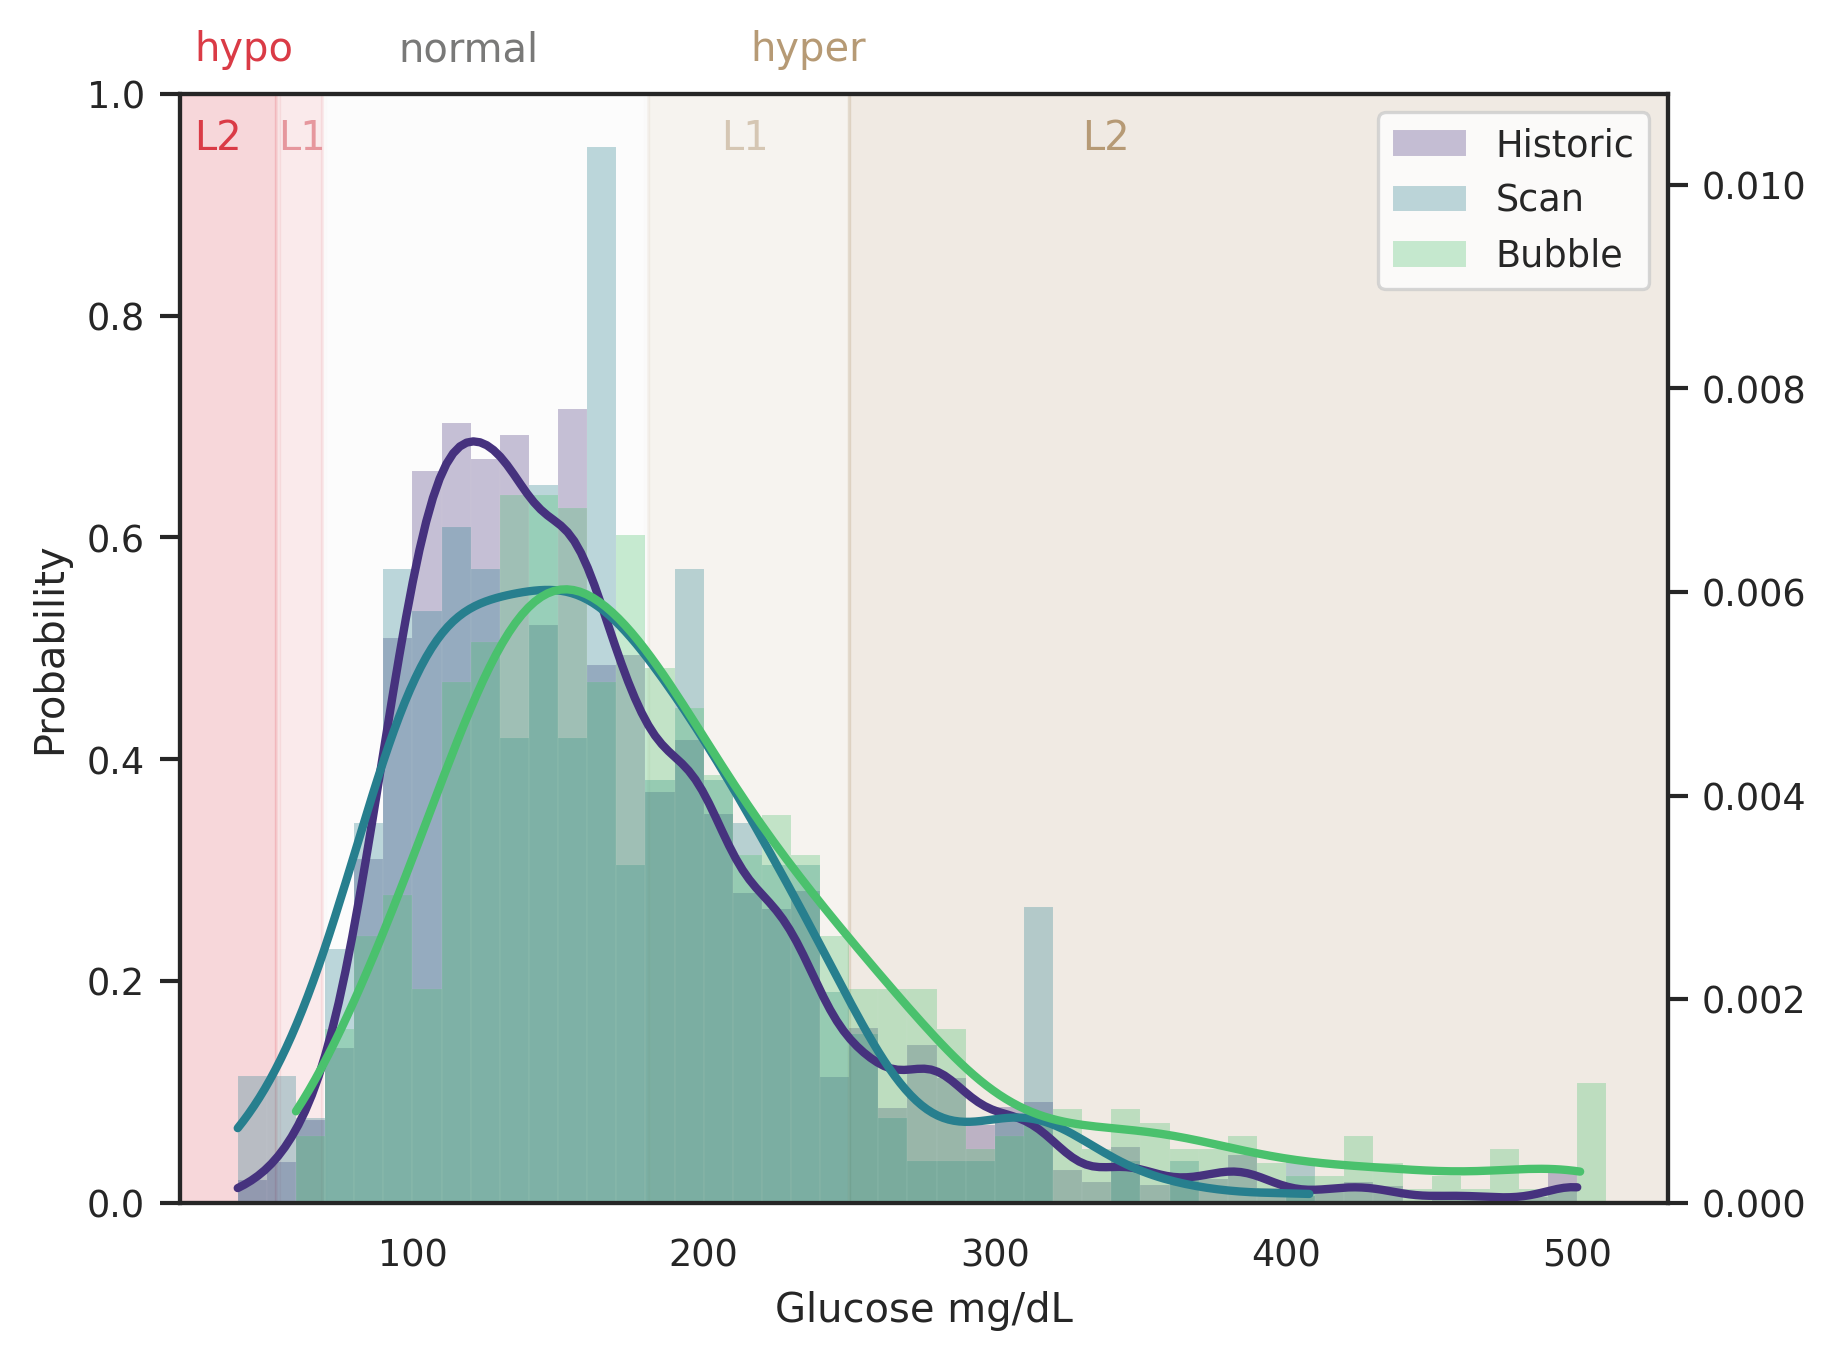 hypo normal hyper
L2 L1 L1 L2
Historic
Scan
Bubble
Probability
1.0
0.8
0.6
0.4
0.2
0.0
0.010
0.008
0.006
0.004
0.002
0.000
100 200 300 400 500
Glucose mg/dL